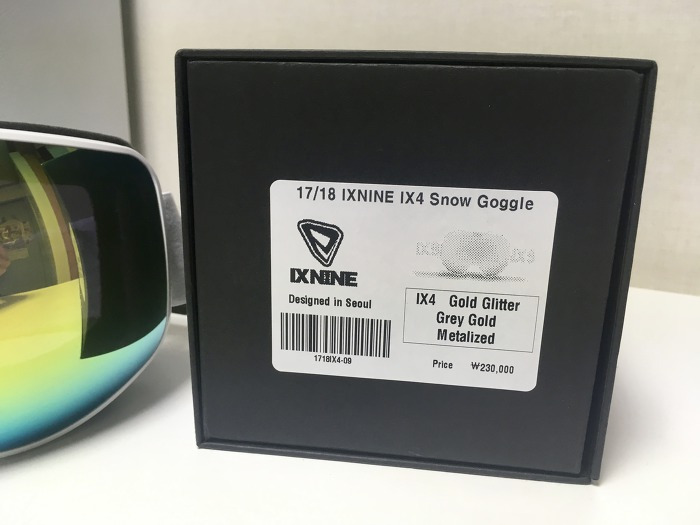 17/18 IXNINE IX4 Snow Goggle
IXNINE
Designed in Seoul
1718IX4-09
IX4 Gold Glitter
Grey Gold
Metalized
Price ₩230,000